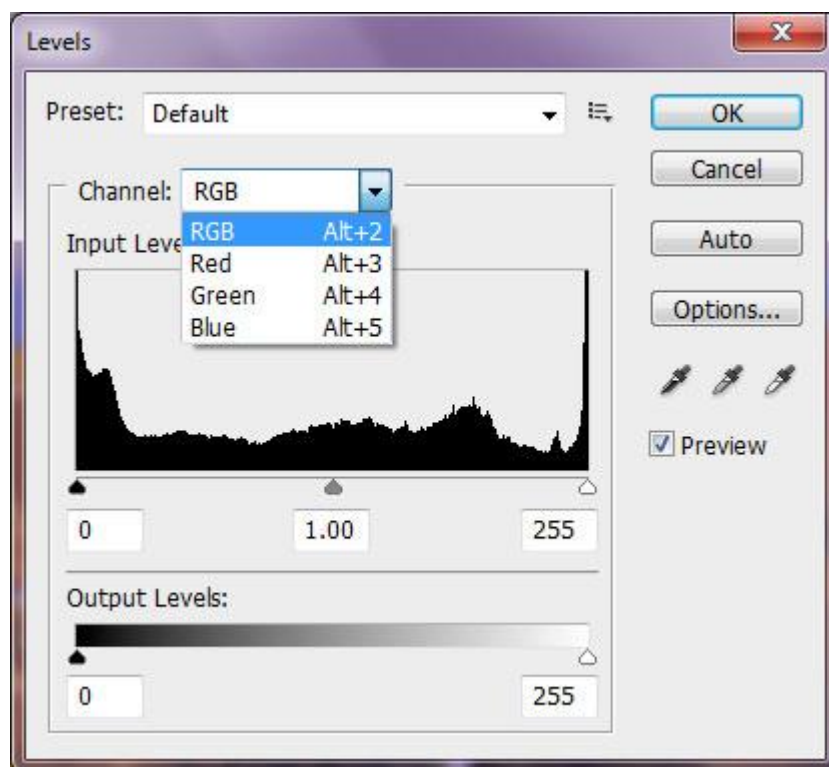 Levels
Preset: Default
OK
Cancel
Auto
Options...
Preview
Channel: RGB
RGB Alt+2
Red Alt+3
Green Alt+4
Blue Alt+5
Input Leve
0 1.00 255
Output Levels:
0 255